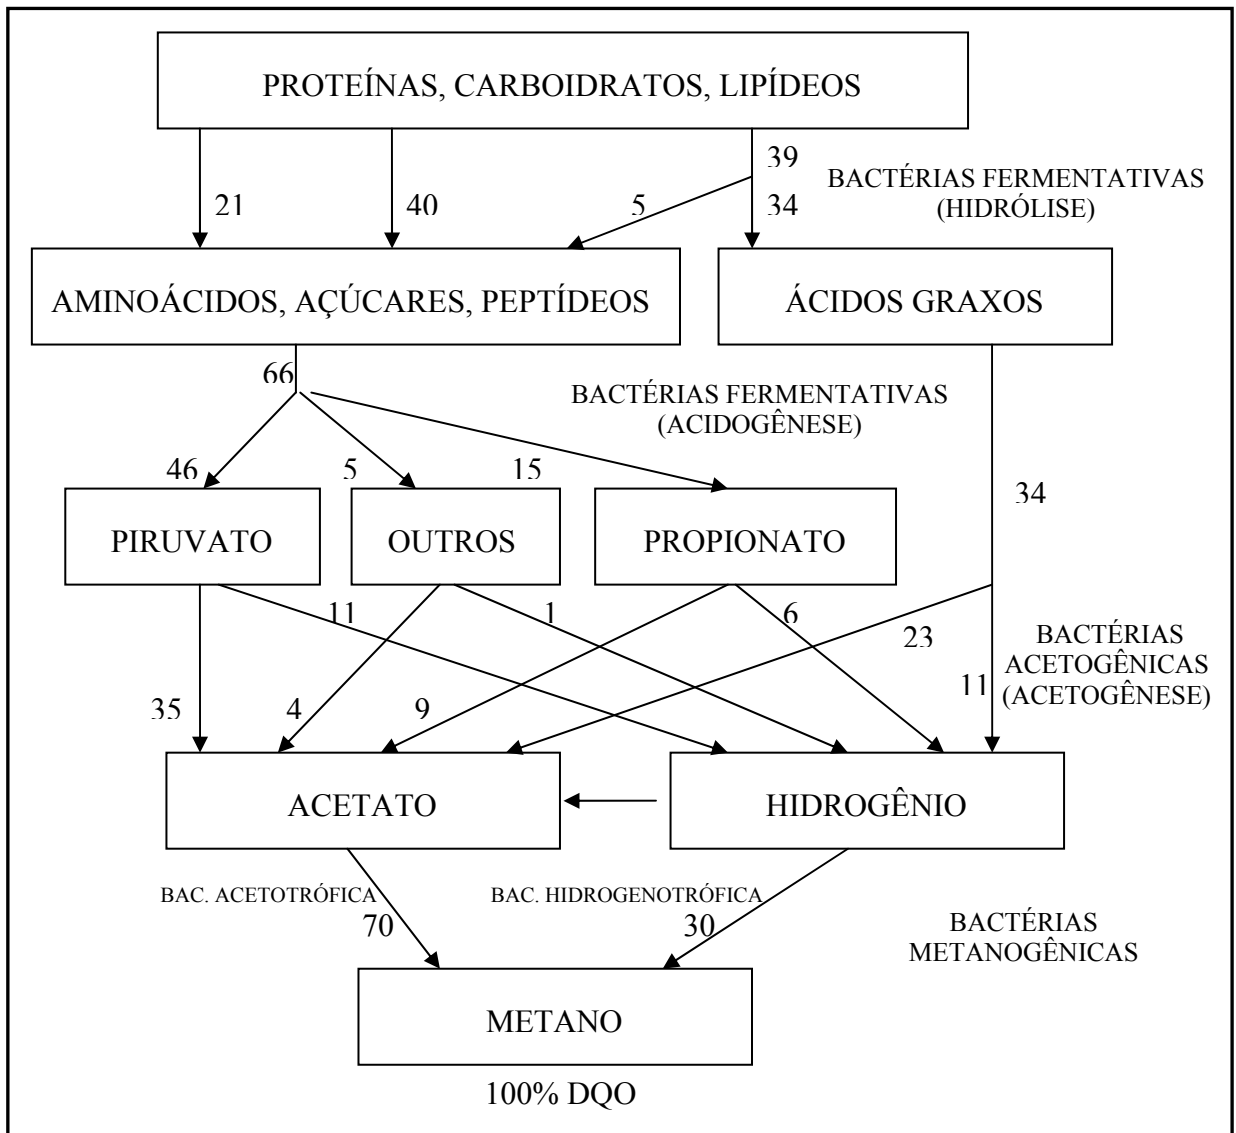 PROTEÍNAS, CARBOIDRATOS, LIPÍDEOS
39
BACTÉRIAS FERMENTATIVAS
(HIDRÓLISE)
21
40
5
34
AMINOÁCIDOS, AÇÚCARES, PEPTÍDEOS
ÁCIDOS GRAXOS
66
BACTÉRIAS FERMENTATIVAS
(ACIDOGÊNESE)
46
5
15
34
PIRUVATO
OUTROS
PROPIONATO
11
1
6
23
BACTÉRIAS
ACETOGÊNICAS
(ACETOGÊNESE)
35
4
9
11
ACETATO
HIDROGÊNIO
BAC. ACETOTRÓFICA
70
BAC. HIDROGENOTRÓFICA
30
BACTÉRIAS
METANOGÊNICAS
METANO
100% DQO